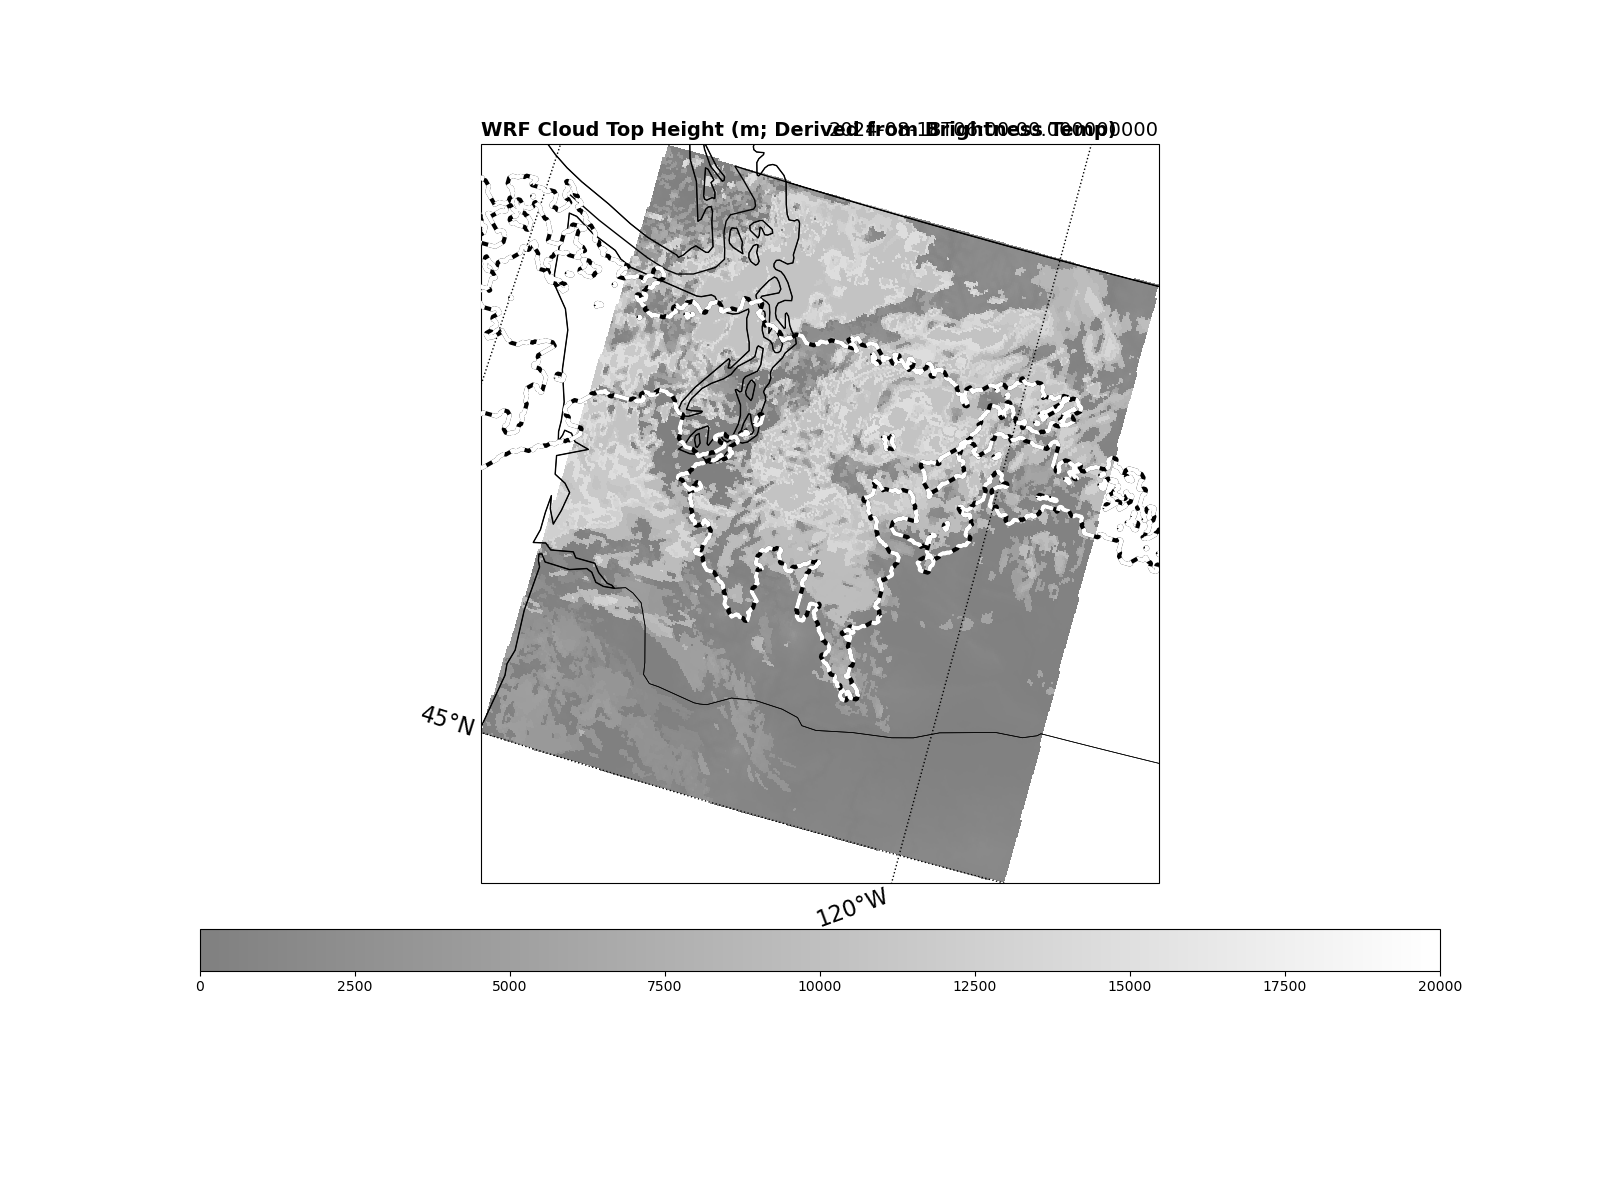 WRF Cloud Top Height (m; Derived from Brightness Temp)
45°N
120°W
0 2500 5000 7500 10000 12500 15000 17500 20000